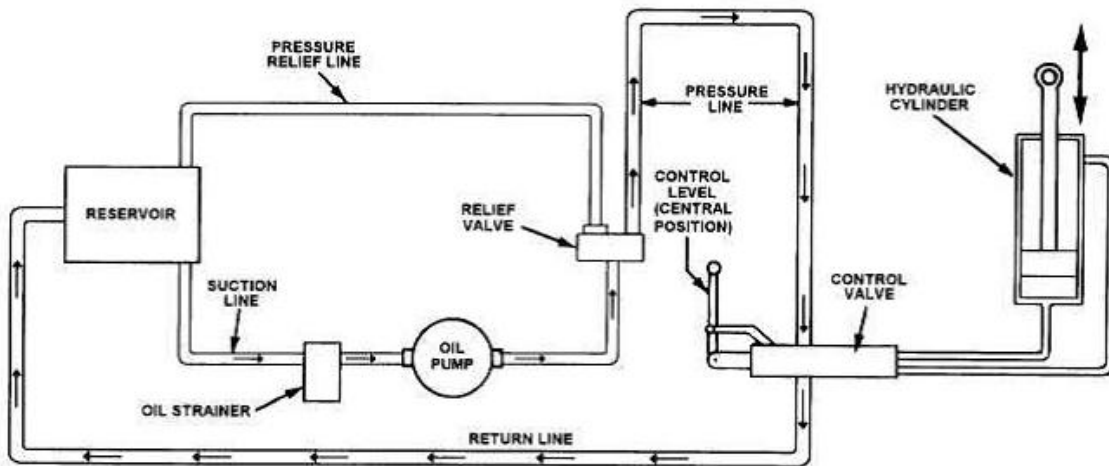 PRESSURE
RELIEF LINE
PRESSURE
LINE
HYDRAULIC
CYLINDER
RESERVOIR
RELIEF
VALVE
CONTROL
LEVEL
(CENTRAL
POSITION)
SUCTION
LINE
CONTROL
VALVE
OIL
PUMP
OIL STRAINER
RETURN LINE